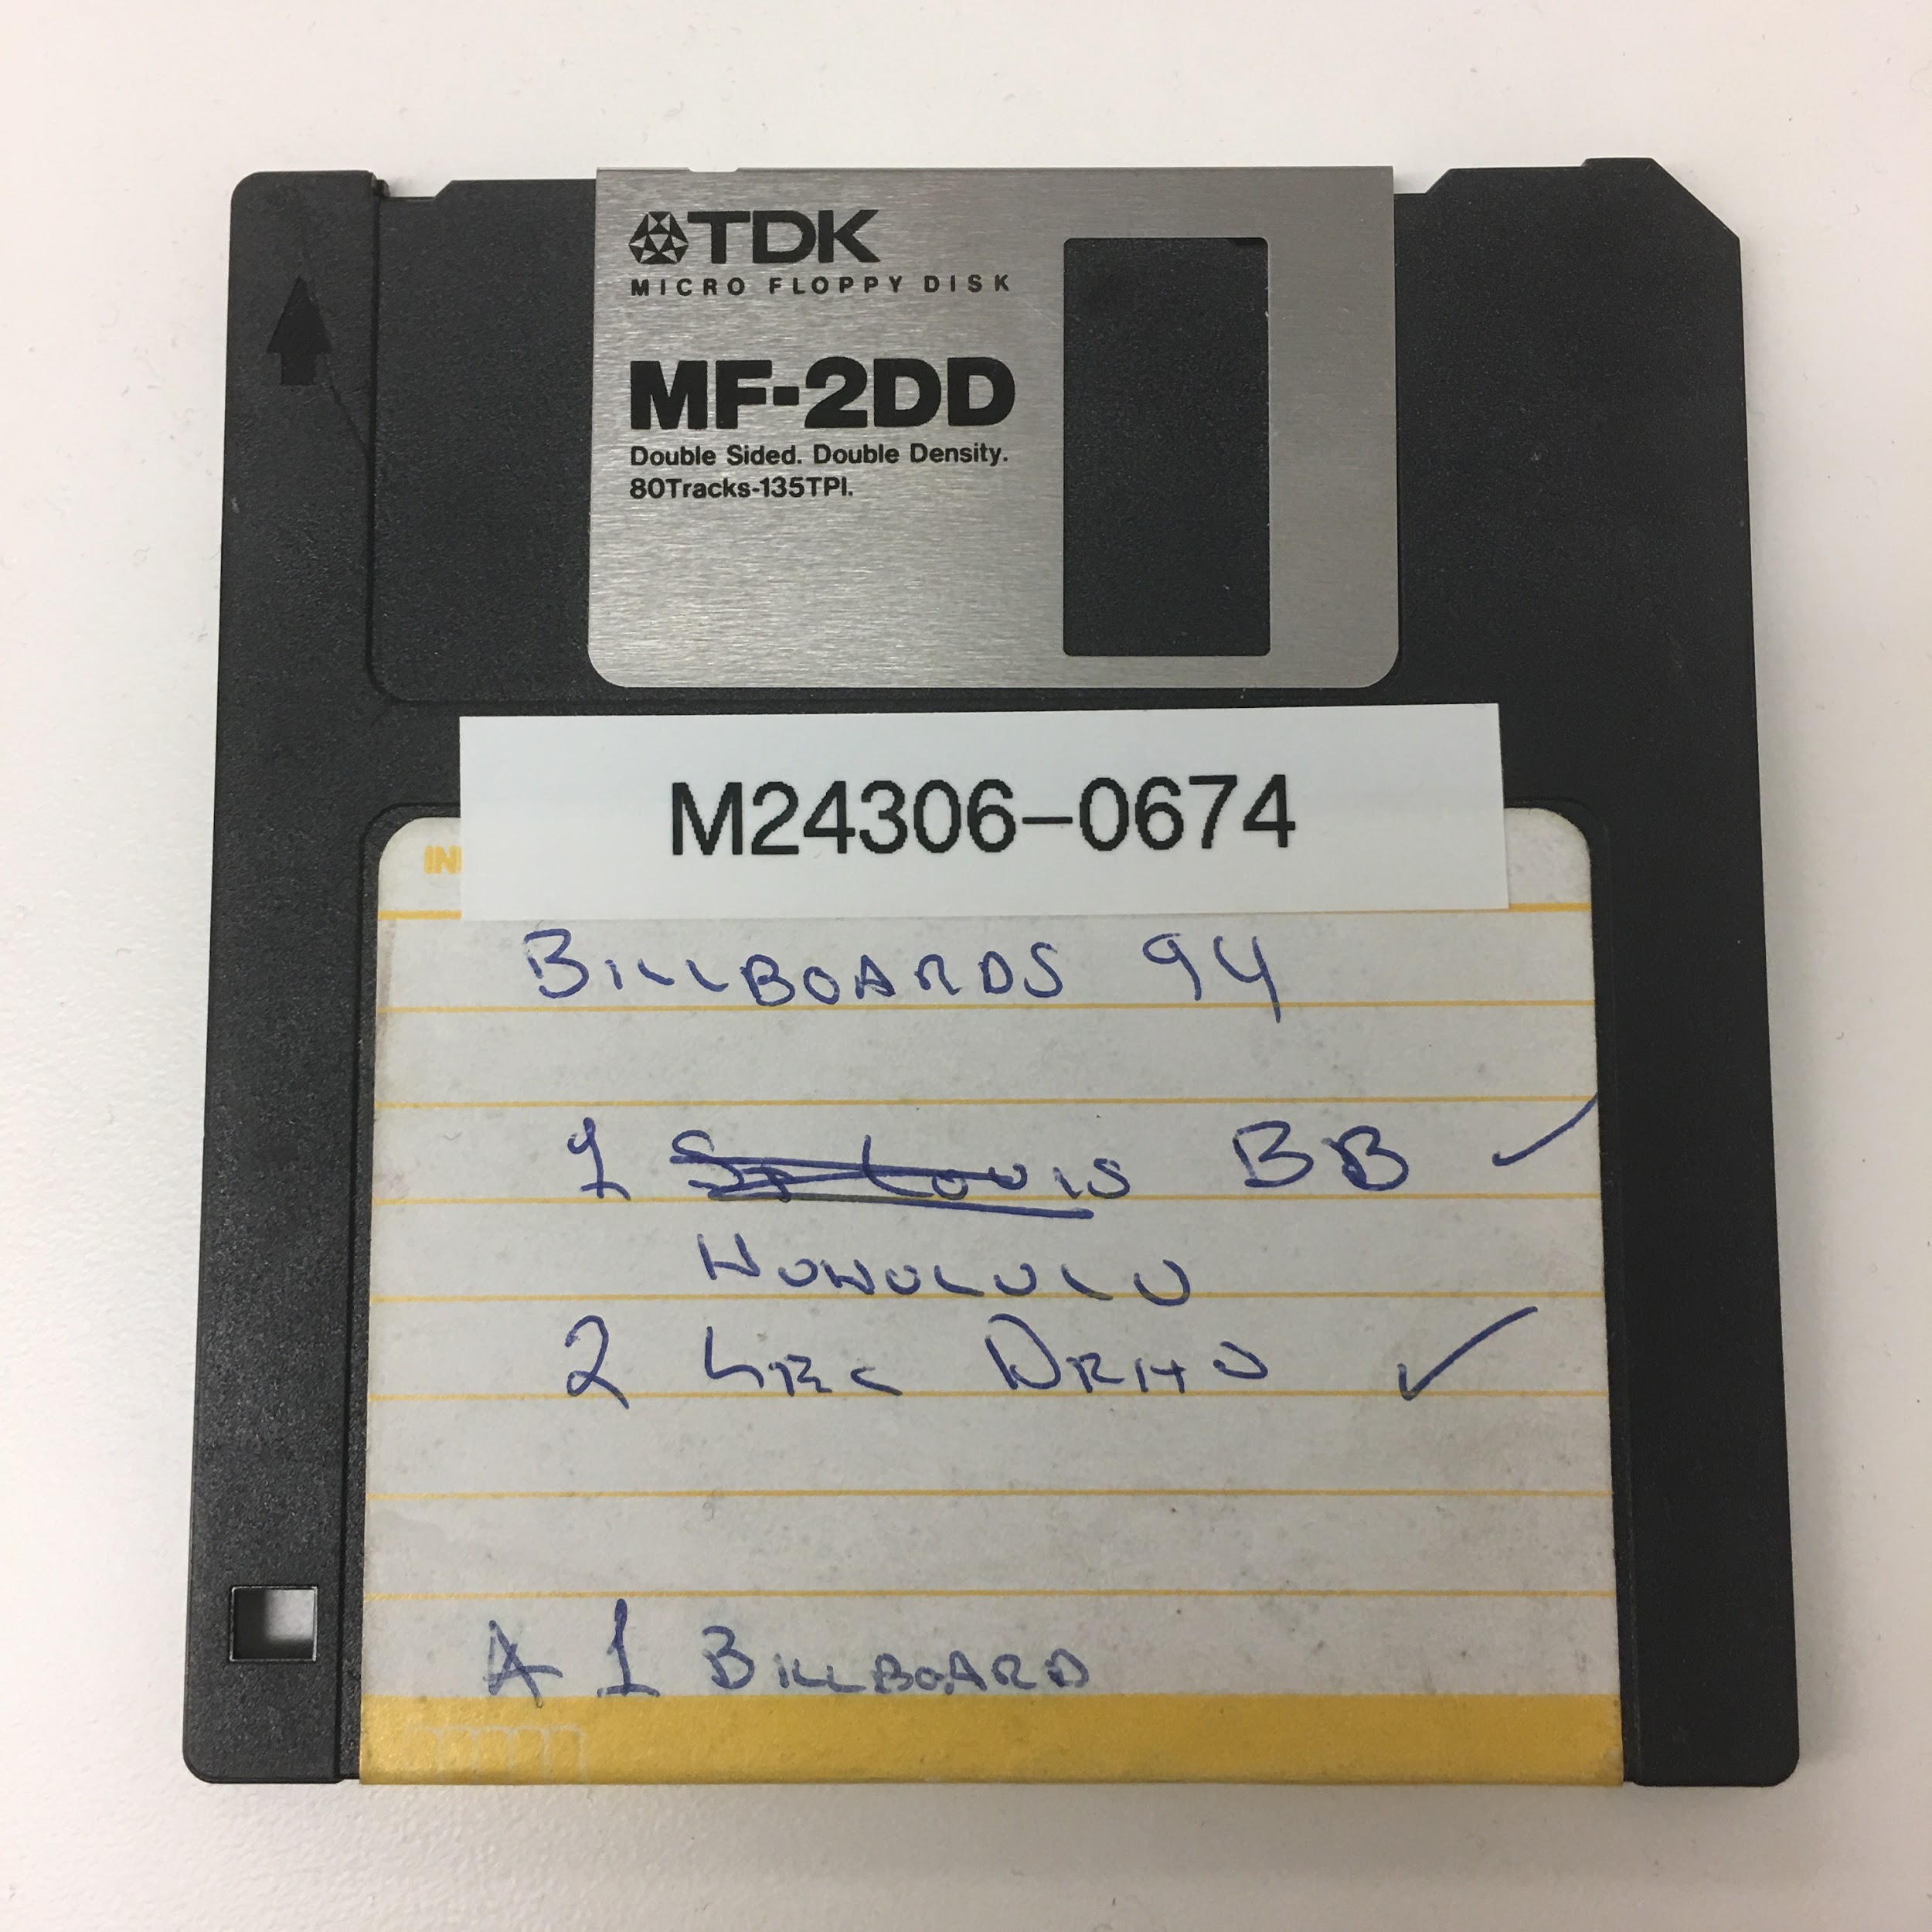 TDK
MICRO FLOPPY DISK
MF-2DD
Double Sided. Double Density.
80Tracks-135TPI.
M24306-0674
IN
BILLBOARDS 94
1 St Louis BB ✓
HONOLULU
2 ✓
A 1 BILLBOARD